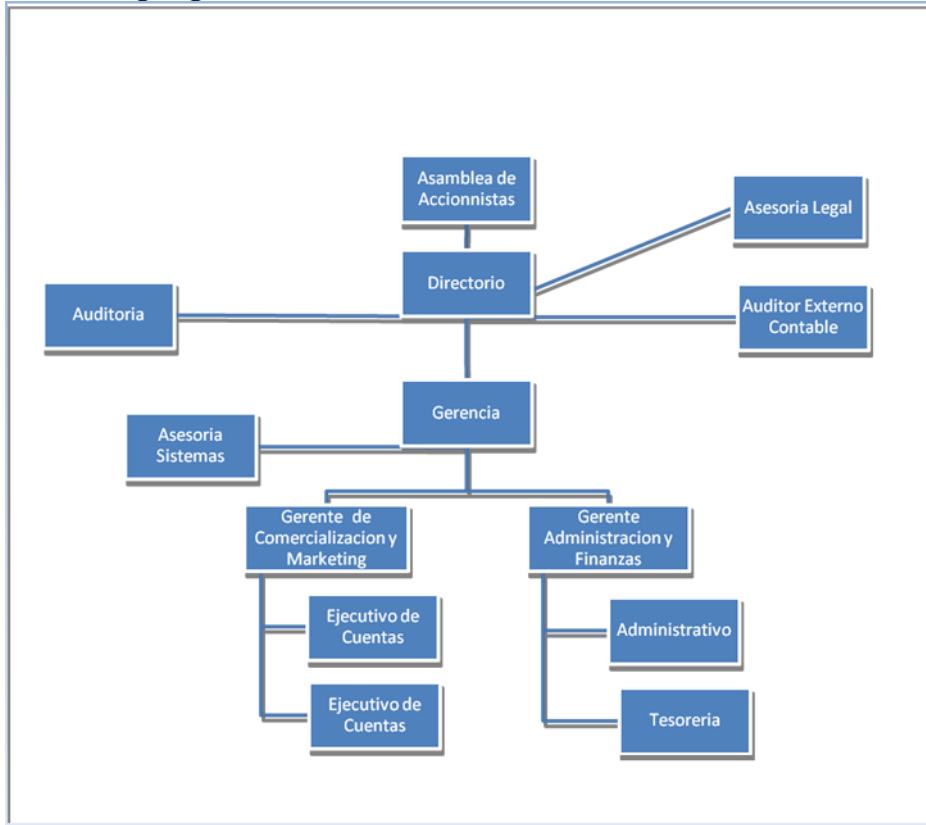 Asamblea de
Accionnistas
Asesoria Legal
Directorio
Auditoria
Auditor Externo
Contable
Gerencia
Asesoria
Sistemas
Gerente de
Comercializacion y
Marketing
Gerente
Administracion y
Finanzas
Ejecutivo de
Cuentas
Administrativo
Ejecutivo de
Cuentas
Tesoreria